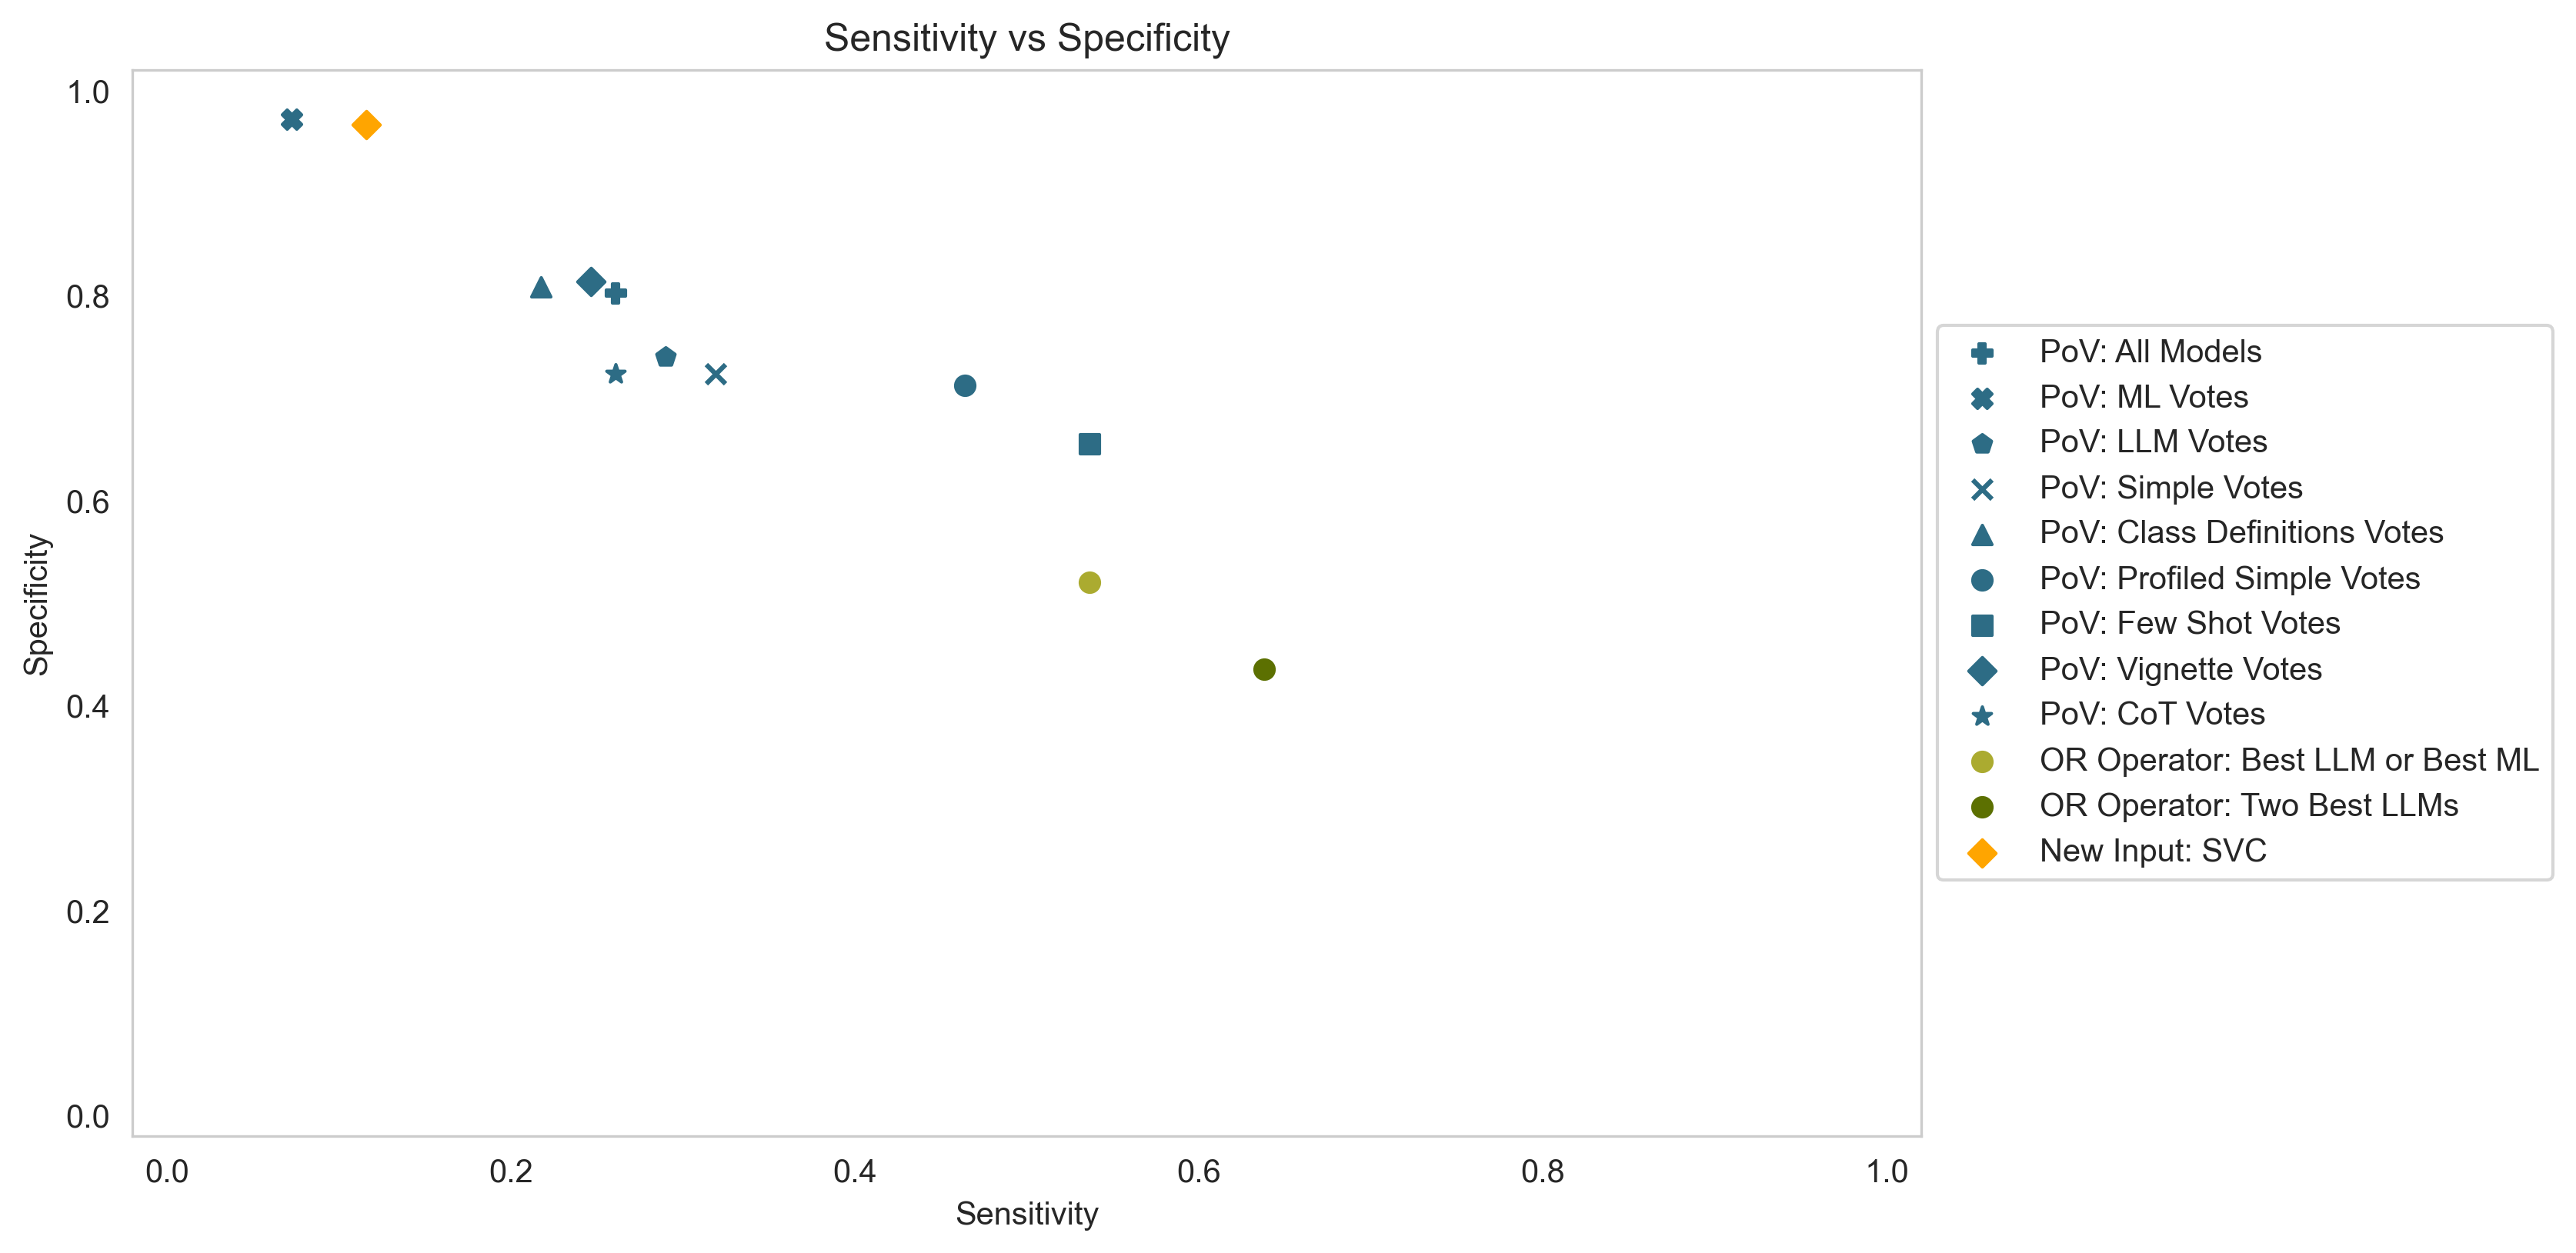 Sensitivity vs Specificity
1.0
0.8
0.6
0.4
0.2
0.0
Specificity
0.0 0.2 0.4 0.6 0.8 1.0
Sensitivity
PoV: All Models
PoV: ML Votes
PoV: LLM Votes
PoV: Simple Votes
PoV: Class Definitions Votes
PoV: Profiled Simple Votes
PoV: Few Shot Votes
PoV: Vignette Votes
PoV: CoT Votes
OR Operator: Best LLM or Best ML
OR Operator: Two Best LLMs
New Input: SVC